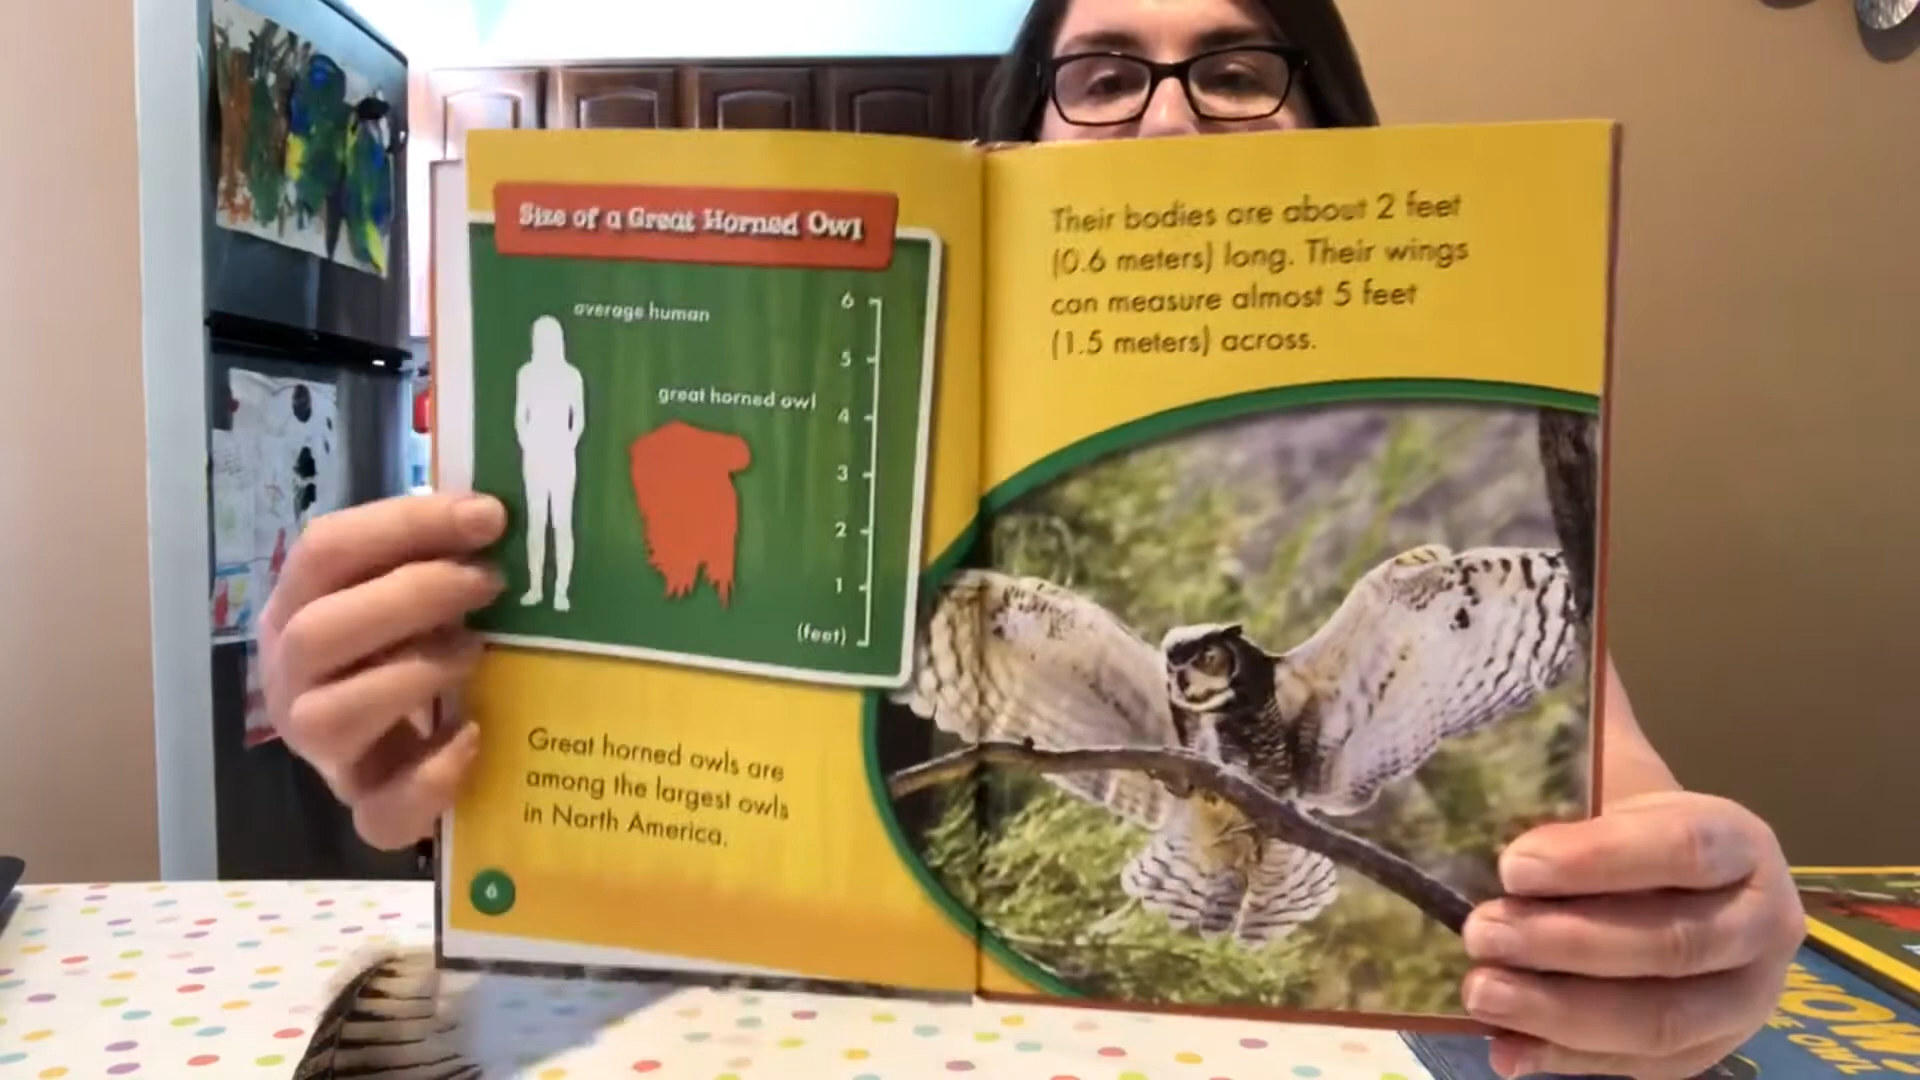 Size of a Great Horned Owl
average human
great horned owl
6
5
4
3
2
1
(feet)
Great horned owls are
among the largest owls
in North America.
6
Their bodies are about 2 feet
(0.6 meters) long. Their wings
can measure almost 5 feet
(1.5 meters) across.